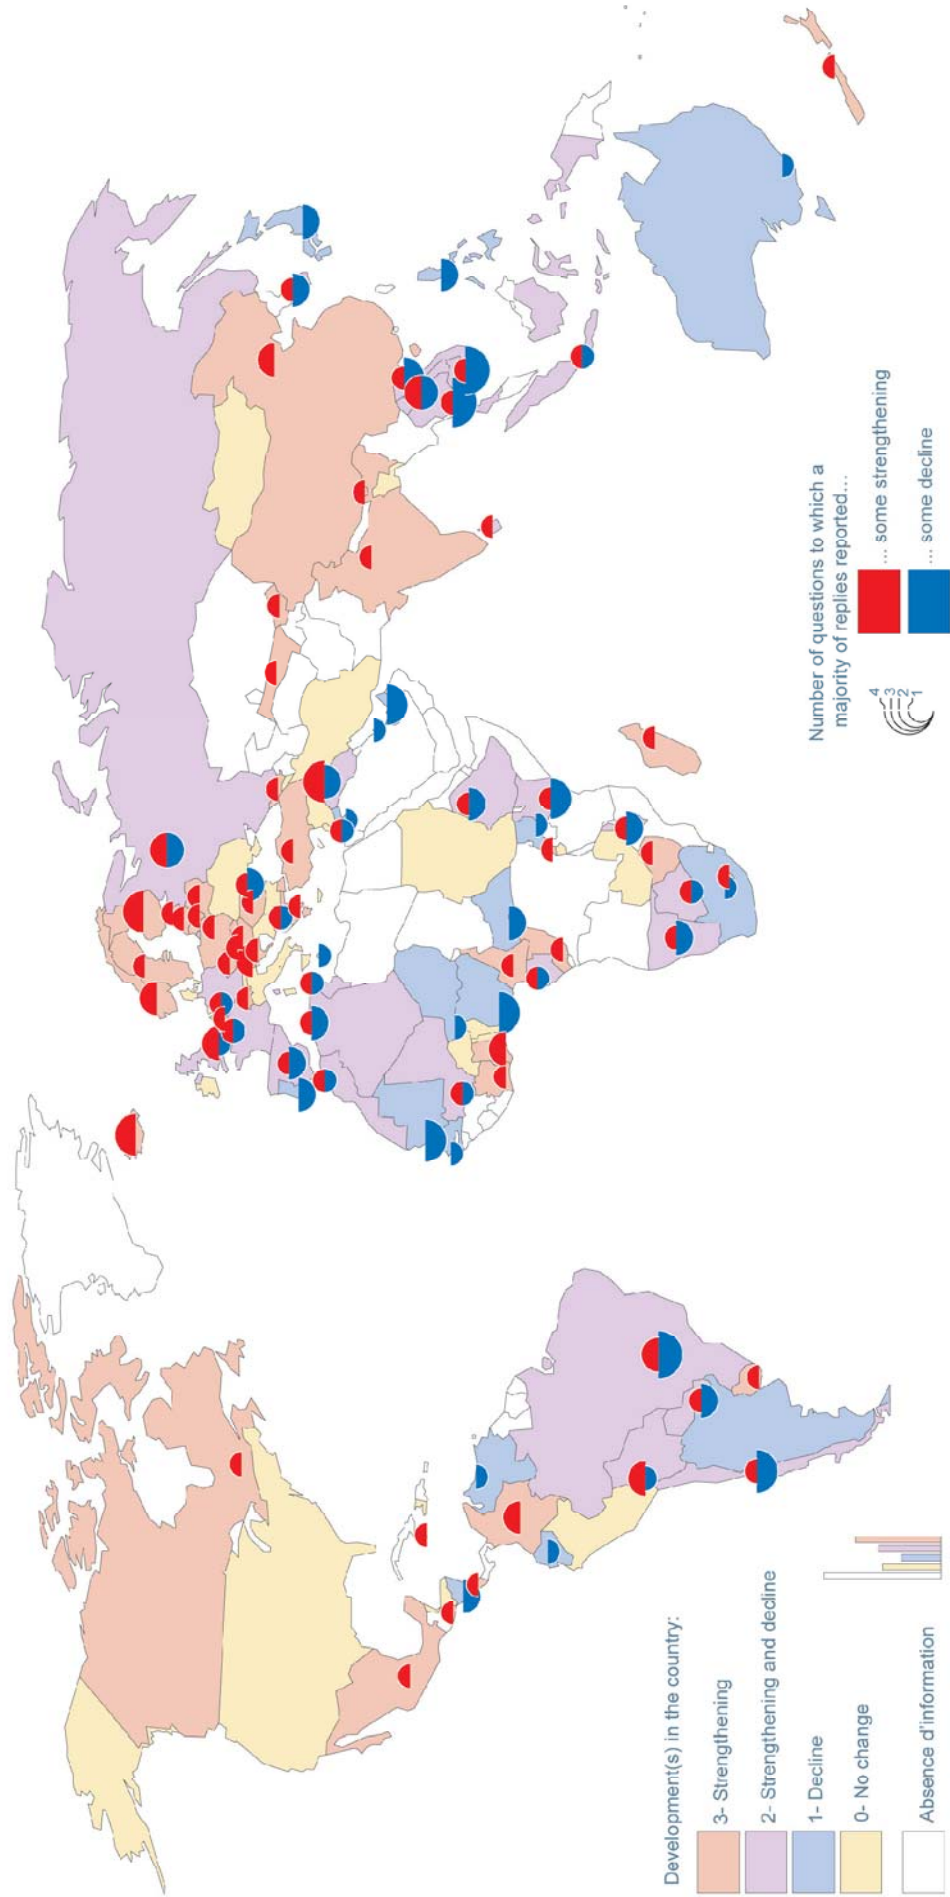 Development(s) in the country:
3- Strengthening
2- Strengthening and decline
1- Decline
0- No change
Absence d'information
Number of questions to which a
majority of replies reported…
4
3
2
1
… some strengthening
… some decline